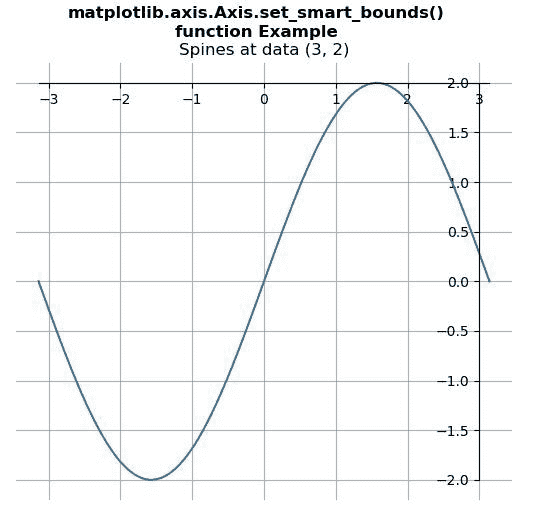 matplotlib.axis.Axis.set_smart_bounds()
function Example
Spines at data (3, 2)
2.0
−3 −2 −1 0 1 2 3
1.5
1.0
0.5
0.0
−0.5
−1.0
−1.5
−2.0